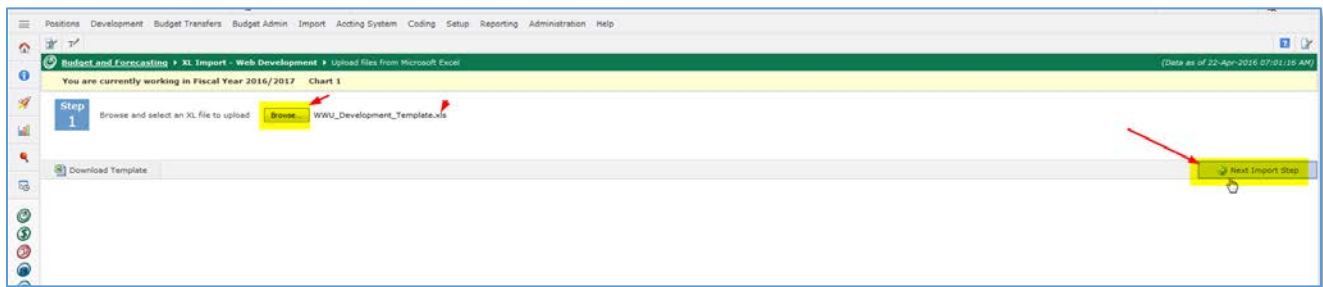 Positions Development Budget Transfers Budget Admin Import Accting System Coding Setup Reporting Administration Help
Budget and Forecasting XL Import - Web Development Upload files from Microsoft Excel (Data as of 22-Apr-2016 07:01:16 AM)
You are currently working in Fiscal Year 2016/2017 Chart 1
Step
1
Browse and select an XL file to upload Browse... WWU_Development_Template.xls
Download Template Next Import Step